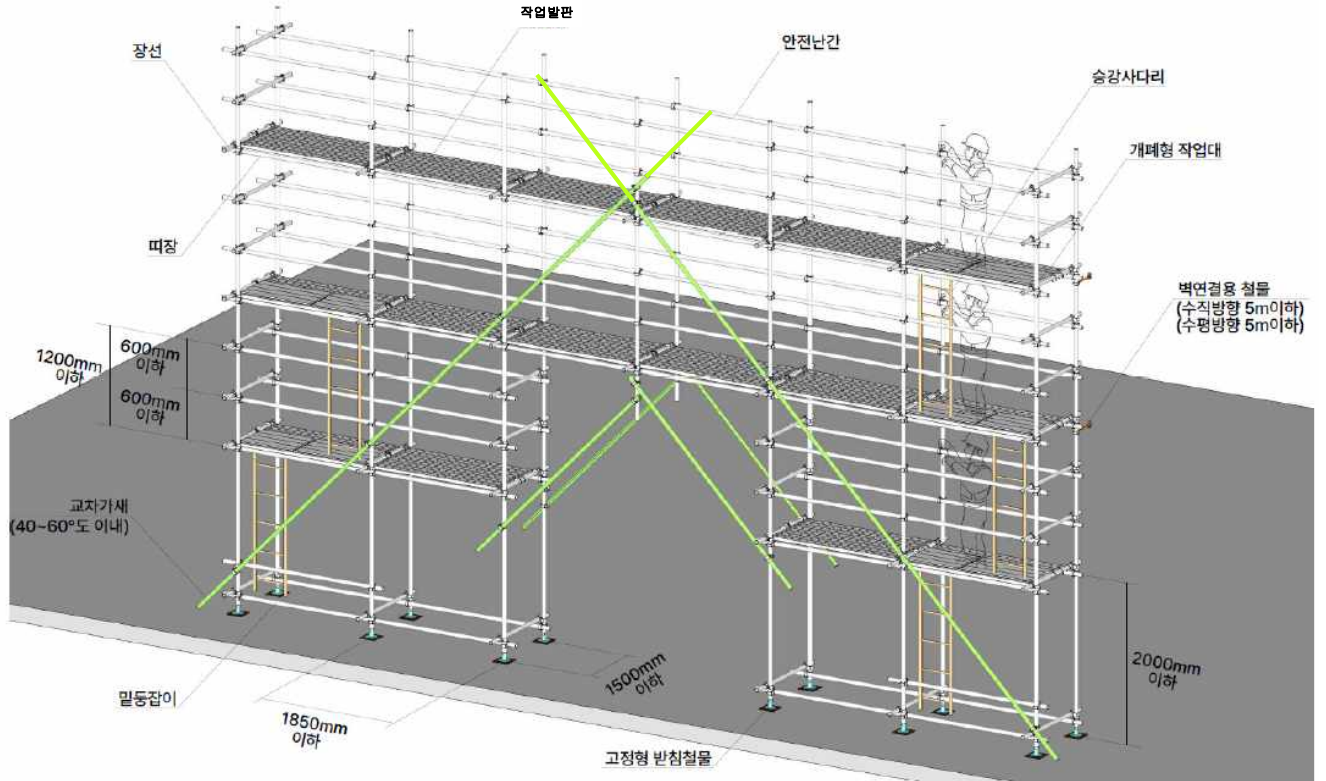 작업발판
장선
안전난간
승강사다리
개폐형 작업대
띠장
벽연결용 철물
(수직방향 5m이하)
(수평방향 5m이하)
1200mm
이하
600mm
이하
600mm
이하
교차가새
(40~60°도 이내)
2000mm
이하
1500mm
이하
밑둥잡이
1850mm
이하
고정형 받침철물